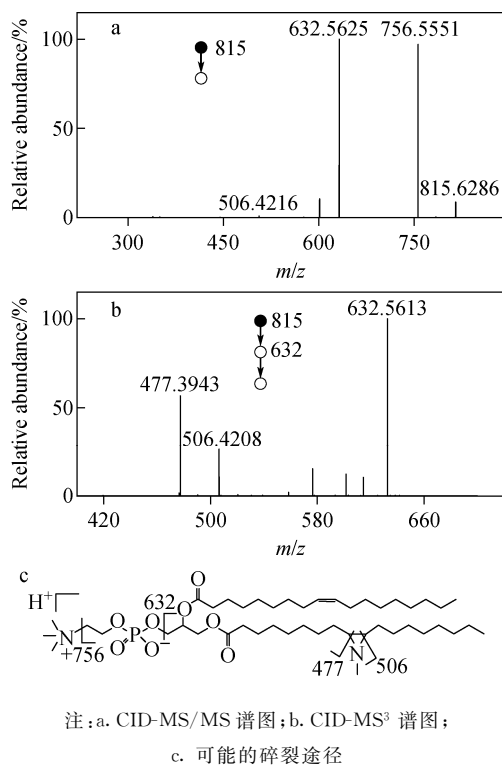 a
815
632.5625
756.5551
506.4216
815.6286
Relative abundance/%
100
50
0
300
450
600
750
m/z
b
815
632
632.5613
477.3943
506.4208
Relative abundance/%
100
50
0
420
500
580
660
m/z
c
H+
O
632
O
O
O
O
N
P
O
+756
O
O−
O
N
477
506
注:a. CID-MS/MS 谱图;b. CID-MS³ 谱图;
c. 可能的碎裂途径